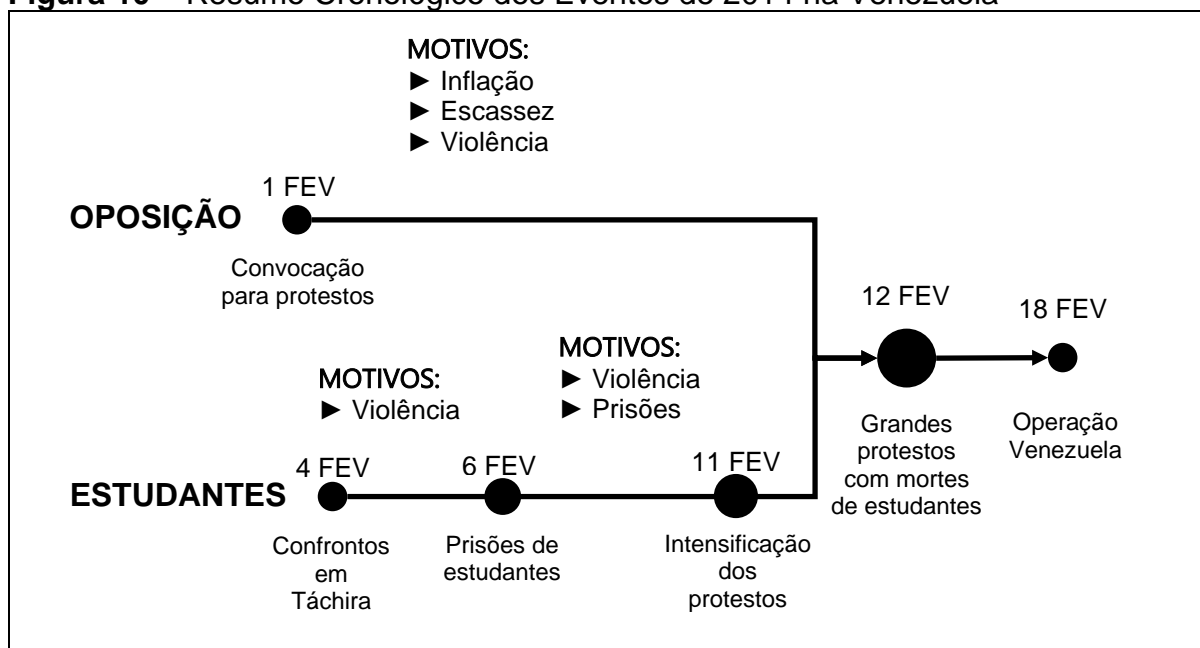 Figura 10 – Resumo Cronológico dos Eventos de 2014 na Venezuela
MOTIVOS:
► Inflação
► Escassez
► Violência
1 FEV
OPOSIÇÃO
Convocação
para protestos
12 FEV
18 FEV
MOTIVOS:
► Violência
► Prisões
MOTIVOS:
► Violência
Grandes
protestos
com mortes
de estudantes
Operação
Venezuela
4 FEV
6 FEV
11 FEV
ESTUDANTES
Confrontos
em
Táchira
Prisões de
estudantes
Intensificação
dos
protestos